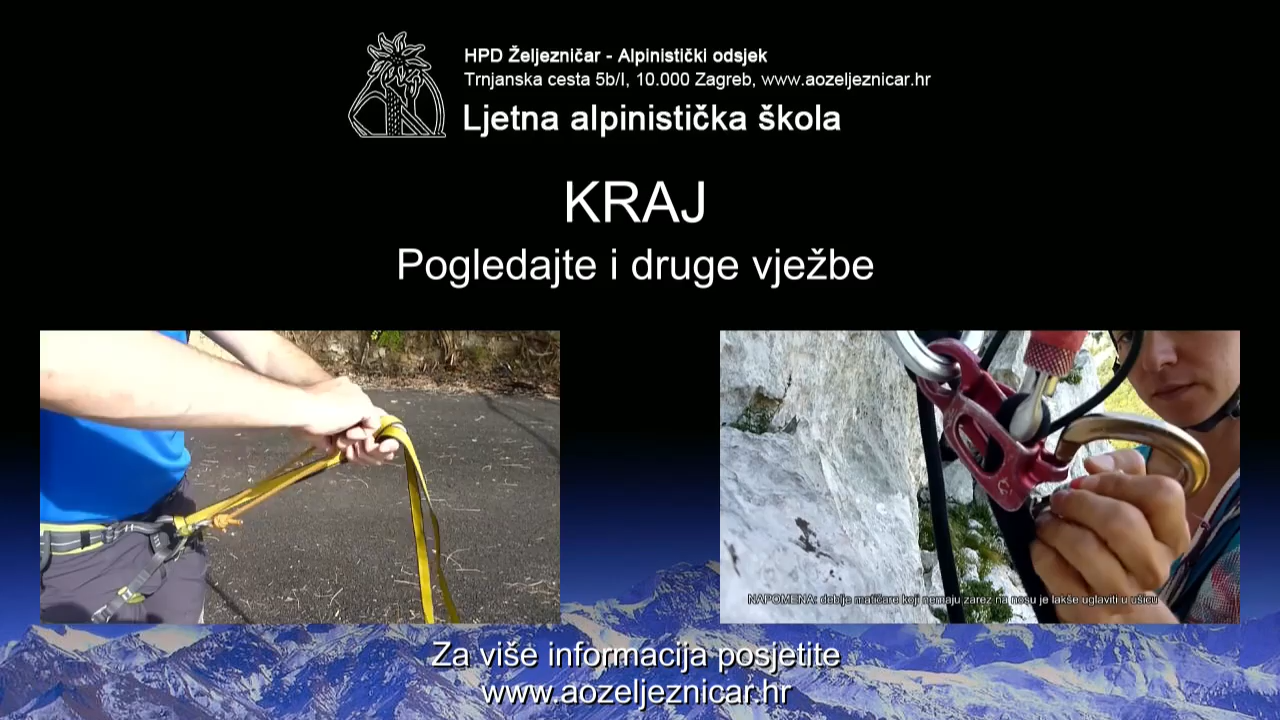 HPD Željezničar - Alpinistički odsjek
Trnjanska cesta 5b/I, 10.000 Zagreb, www.aozeljeznicar.hr
Ljetna alpinistička škola
KRAJ
Pogledajte i druge vježbe
NAPOMENA: deblje matičare koji nemaju zarez na nosu je lakše uglaviti u ušicu
Za više informacija posjetite
www.aozeljeznicar.hr